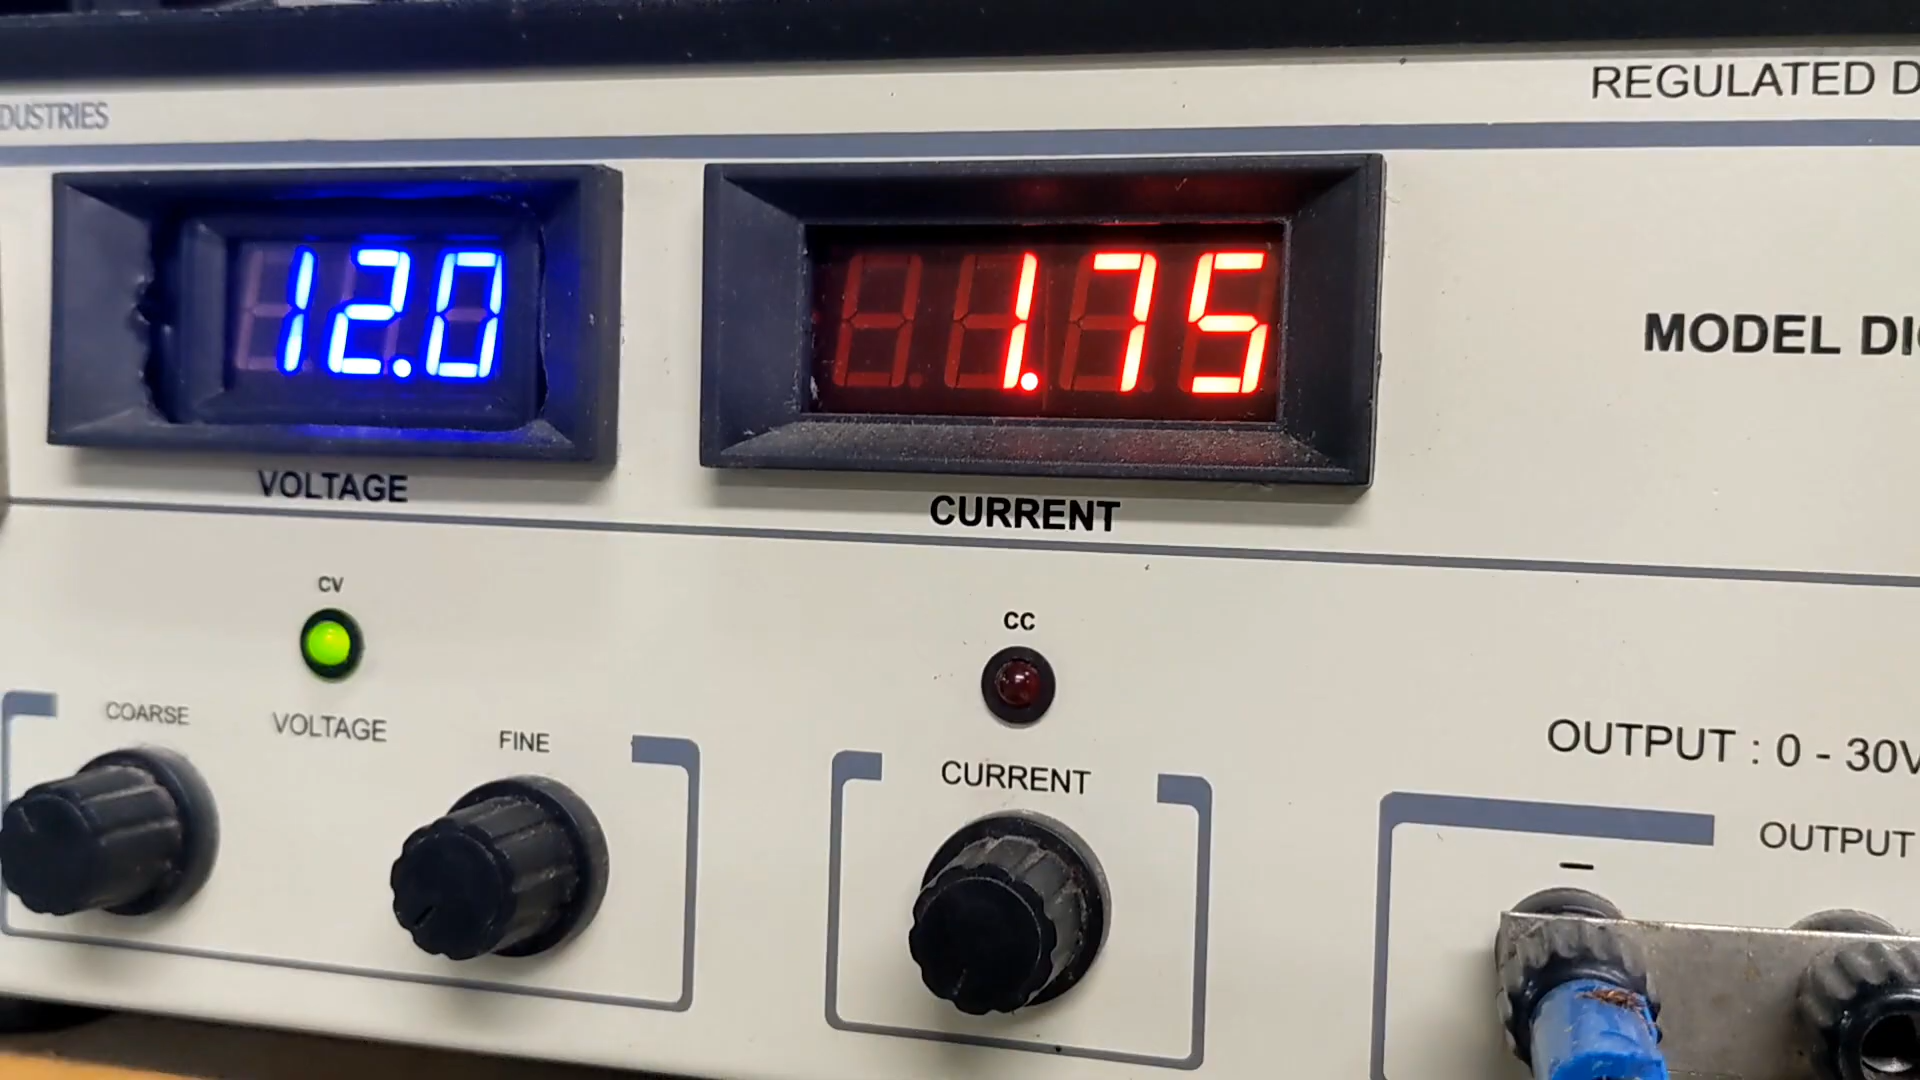 DUSTRIES
REGULATED D
12.0
1.75
VOLTAGE
CURRENT
MODEL DI
CV
CC
COARSE
VOLTAGE
FINE
CURRENT
OUTPUT : 0 - 30V
OUTPUT
−